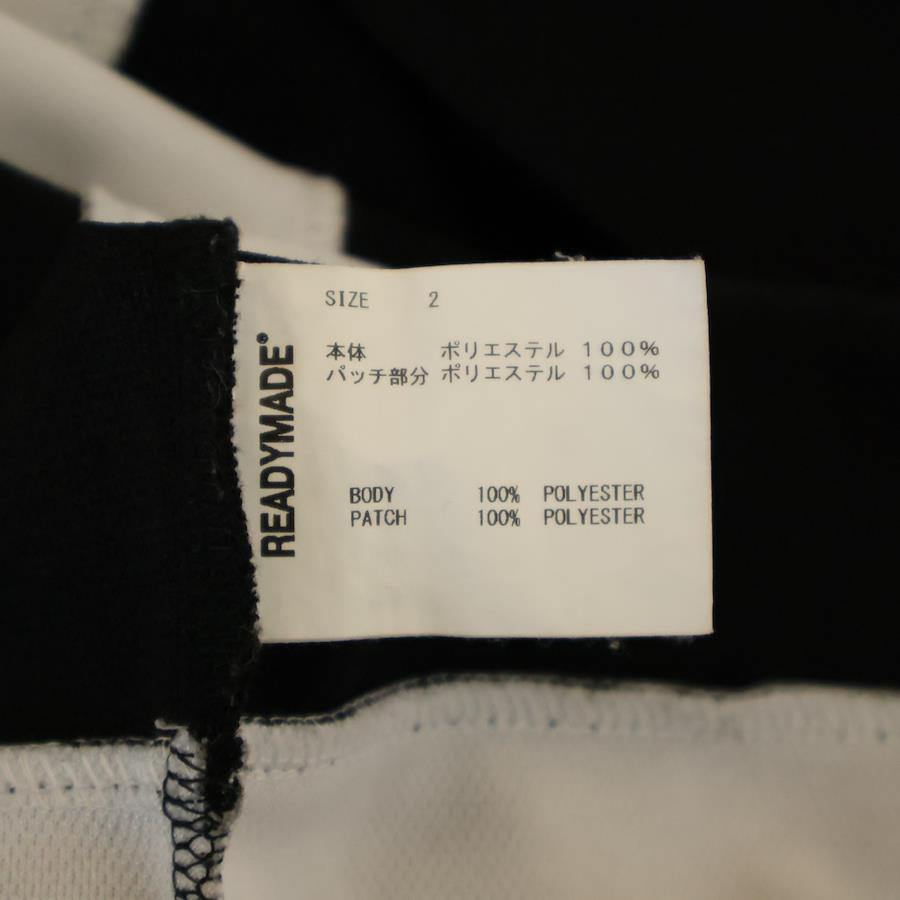 READYMADE®
SIZE 2
本体 ポリエステル 100%
パッチ部分 ポリエステル 100%
BODY 100% POLYESTER
PATCH 100% POLYESTER